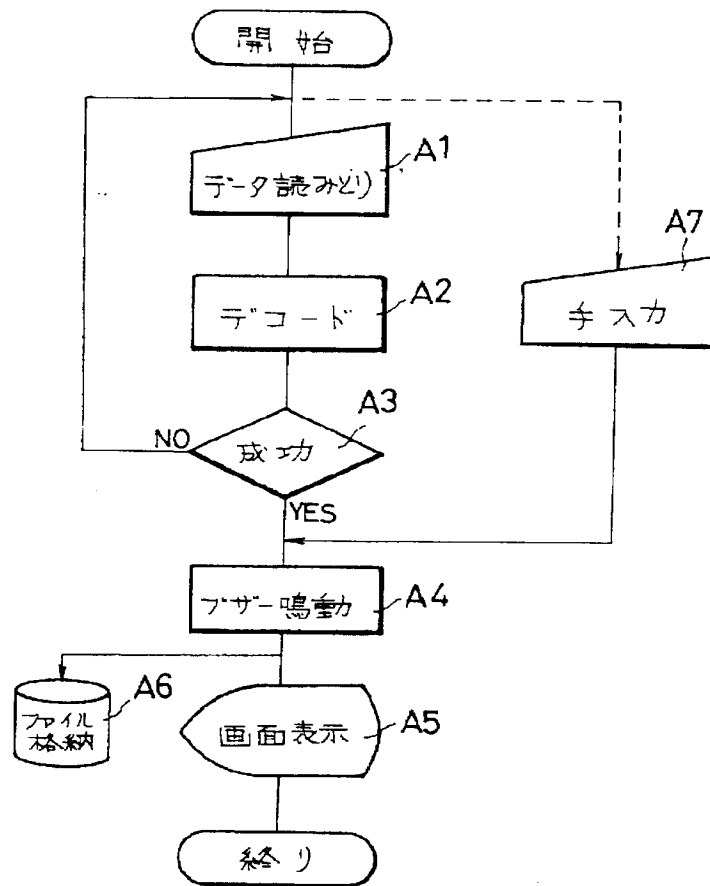 開始
データ読みとり
A1
デコード
A2
成功
A3
NO
YES
手入力
A7
ブザー鳴動
A4
ファイル
格納
A6
画面表示
A5
終り